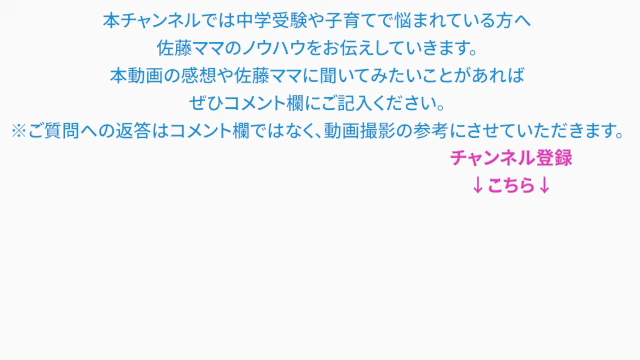 本チャンネルでは中学受験や子育てで悩まれている方へ
佐藤ママのノウハウをお伝えしていきます。
本動画の感想や佐藤ママに聞いてみたいことがあれば
ぜひコメント欄にご記入ください。
※ご質問への返答はコメント欄ではなく、動画撮影の参考にさせていただきます。
チャンネル登録
↓こちら↓